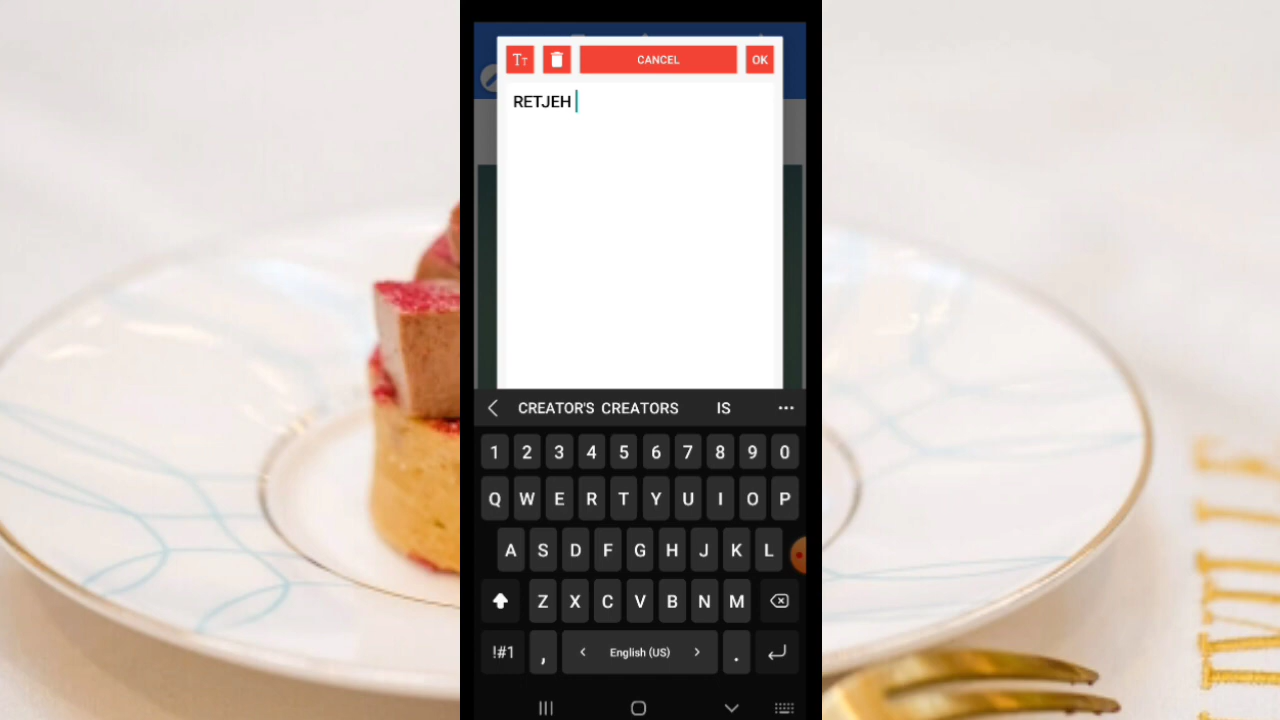 TT CANCEL OK
RETJEH
CREATOR'S CREATORS IS ...
1 2 3 4 5 6 7 8 9 0
Q W E R T Y U I O P
A S D F G H J K L
Z X C V B N M
!#1 , < English (US) > .